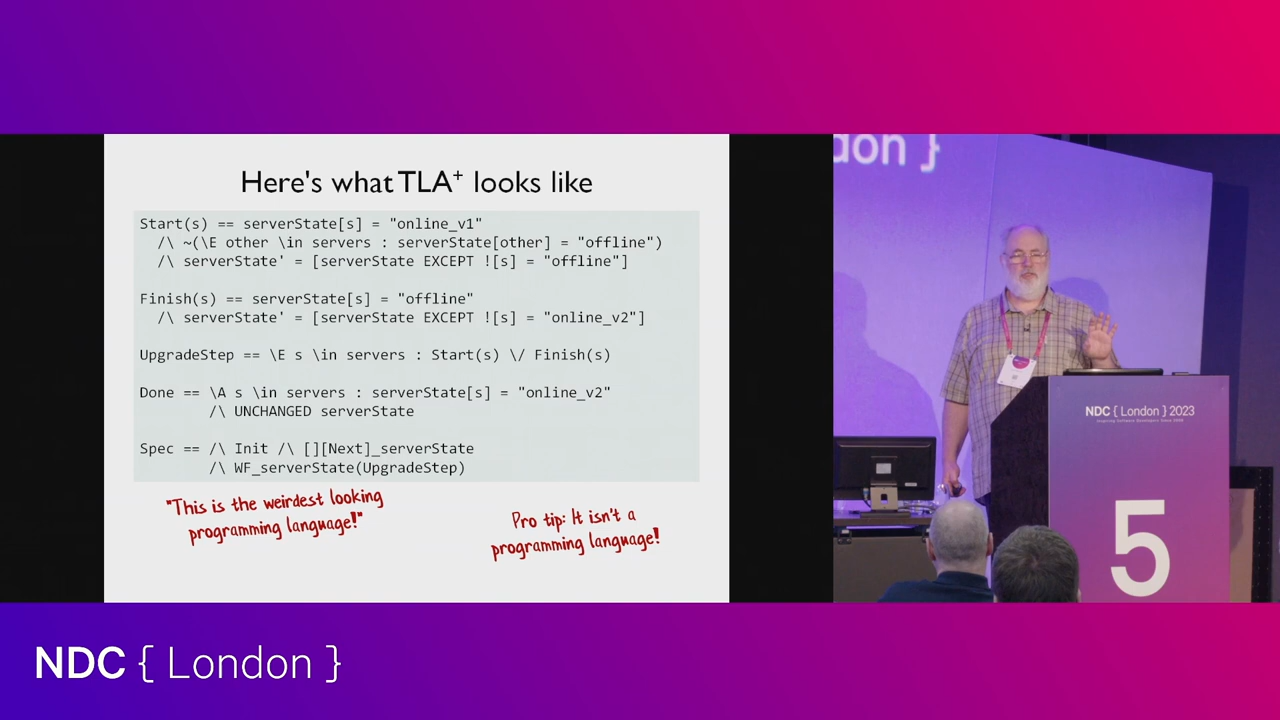 Here's what TLA+ looks like
Start(s) == serverState[s] = "online_v1"
/\ ~(\E other \in servers : serverState[other] = "offline")
/\ serverState' = [serverState EXCEPT ![s] = "offline"]
Finish(s) == serverState[s] = "offline"
/\ serverState' = [serverState EXCEPT ![s] = "online_v2"]
UpgradeStep == \E s \in servers : Start(s) \/ Finish(s)
Done == \A s \in servers : serverState[s] = "online_v2"
/\ UNCHANGED serverState
Spec == /\ Init /\ [][Next]_serverState
/\ WF_serverState(UpgradeStep)
"This is the weirdest looking
programming language!"
Pro tip: It isn't a
programming language!
don }
NDC { London } 2023
5
NDC { London }